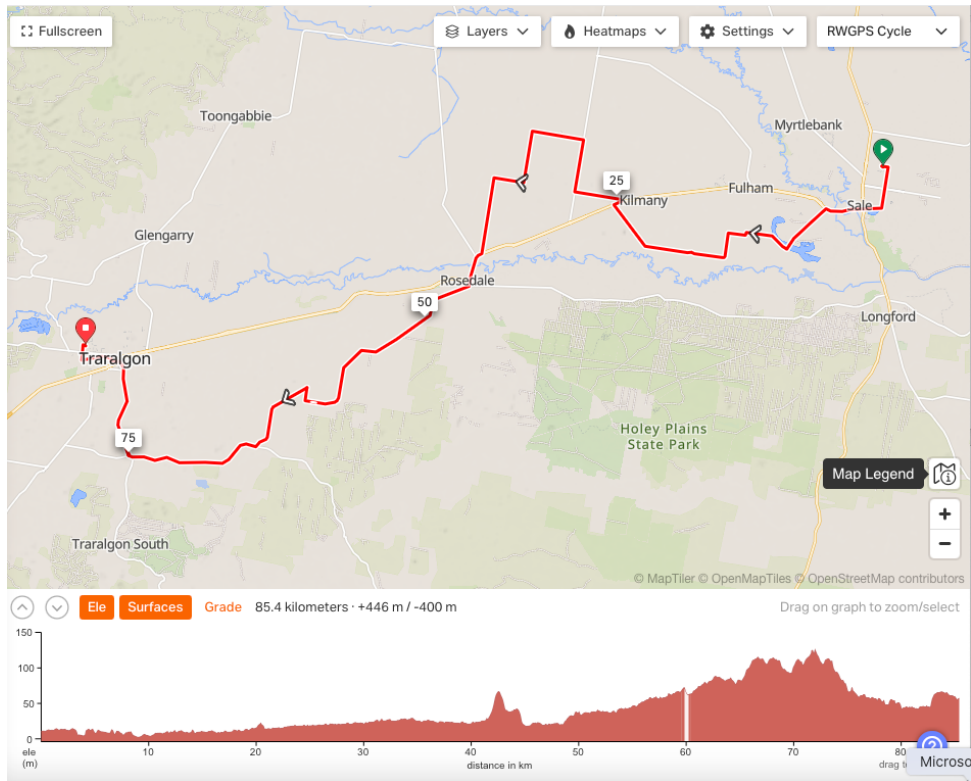 Fullscreen
Layers
Heatmaps
Settings
RWGPS Cycle
Toongabbie
Myrtlebank
25
Fulham
Kilmany
Sale
Glengarry
Rosedale
50
Longford
Traralgon
Holey Plains
State Park
75
Map Legend
+
−
Traralgon South
© MapTiler © OpenMapTiles © OpenStreetMap contributors
Ele
Surfaces
Grade
85.4 kilometers · +446 m / -400 m
Drag on graph to zoom/select
150
100
50
0
ele
(m)
10
20
30
40
50
60
70
80
distance in km
drag
Microso